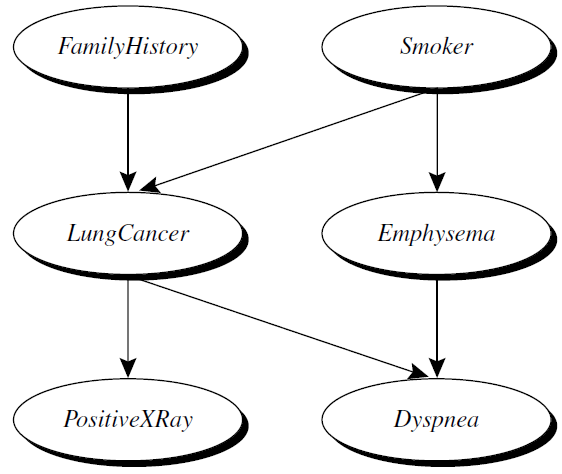 FamilyHistory
Smoker
LungCancer
Emphysema
PositiveXRay
Dyspnea